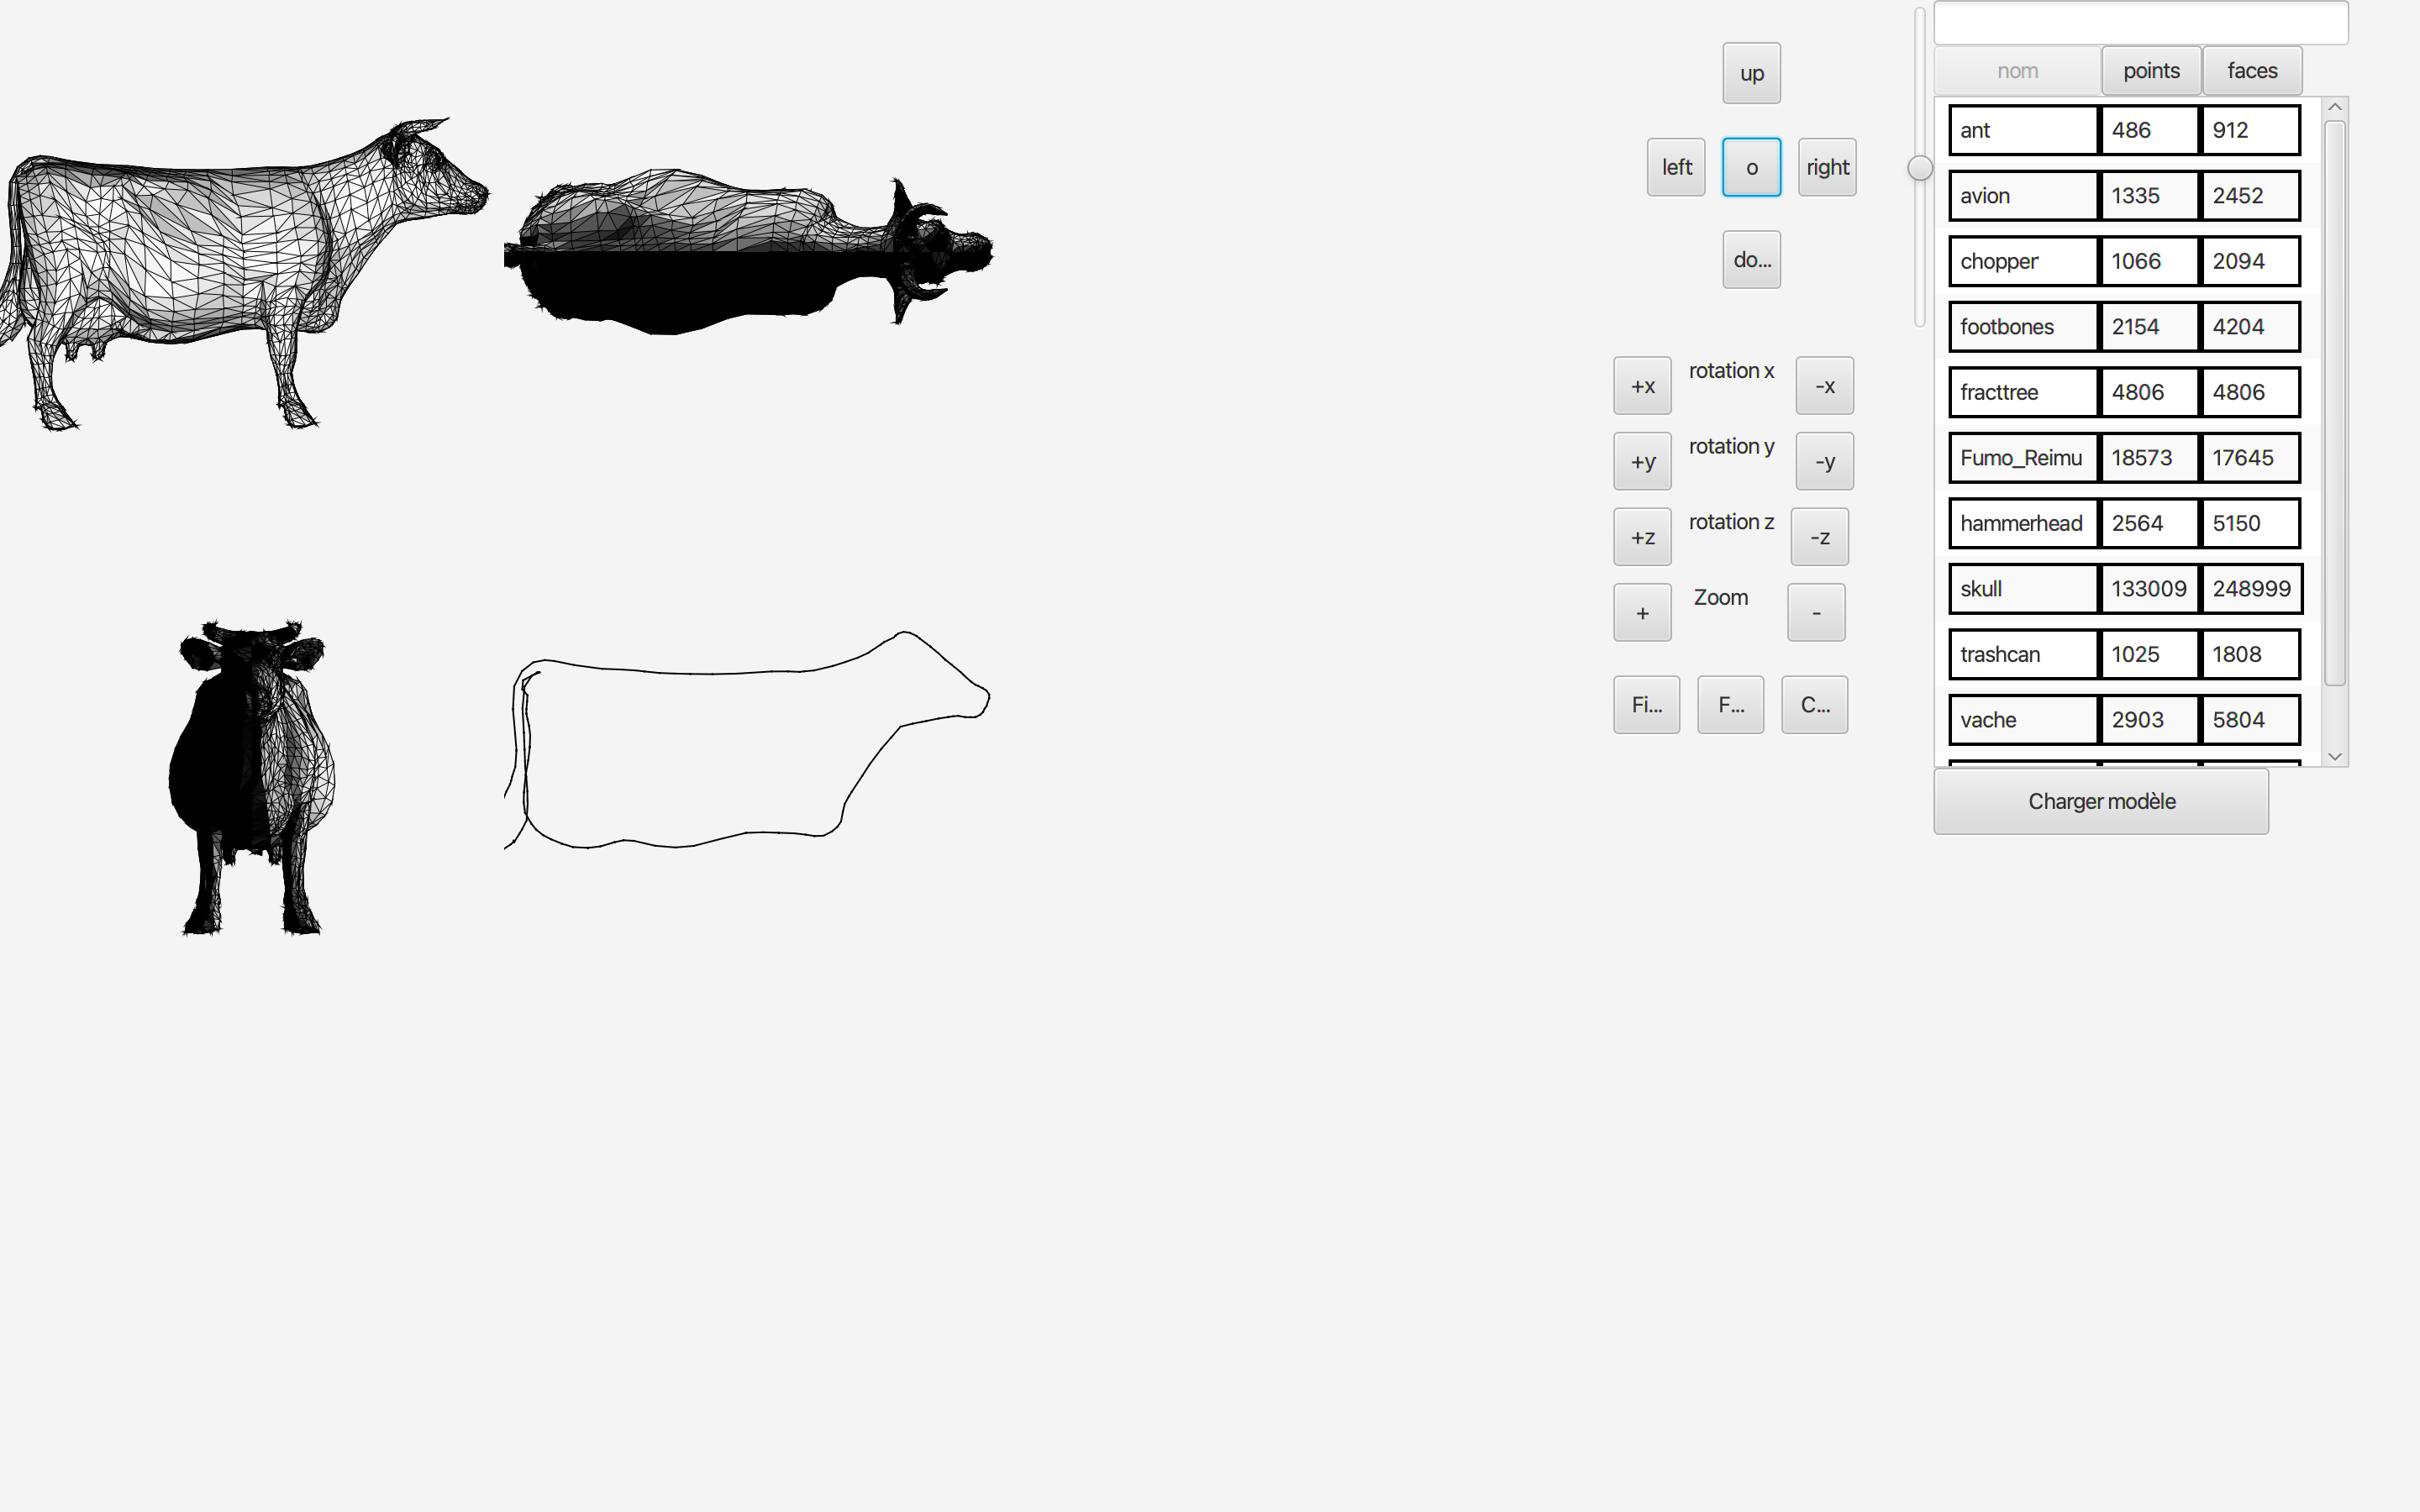 up
left o right
do...
+x rotation x -x
+y rotation y -y
+z rotation z -z
+ Zoom -
Fi... F... C...
nom points faces
ant 486 912
avion 1335 2452
chopper 1066 2094
footbones 2154 4204
fracttree 4806 4806
Fumo_Reimu 18573 17645
hammerhead 2564 5150
skull 133009 248999
trashcan 1025 1808
vache 2903 5804
Charger modèle